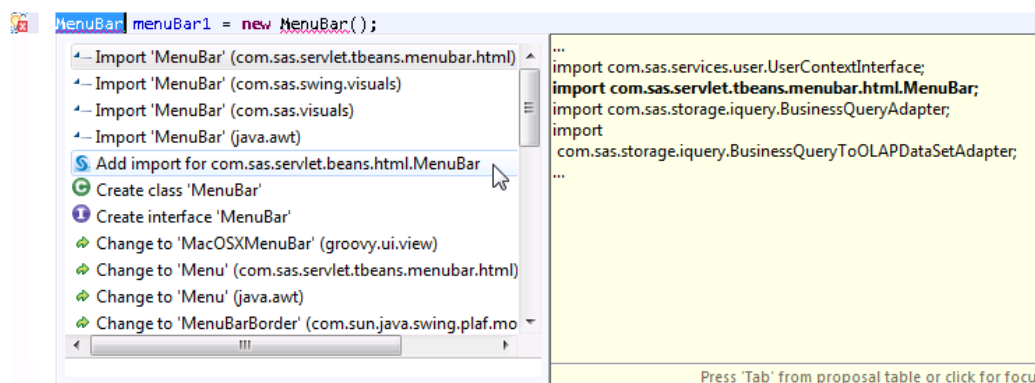 MenuBar menuBar1 = new MenuBar();
Import 'MenuBar' (com.sas.servlet.tbeans.menubar.html)
Import 'MenuBar' (com.sas.swing.visuals)
Import 'MenuBar' (com.sas.visuals)
Import 'MenuBar' (java.awt)
Add import for com.sas.servlet.beans.html.MenuBar
Create class 'MenuBar'
Create interface 'MenuBar'
Change to 'MacOSXMenuBar' (groovy.ui.view)
Change to 'Menu' (com.sas.servlet.tbeans.menubar.html)
Change to 'Menu' (java.awt)
Change to 'MenuBarBorder' (com.sun.java.swing.plaf.mo
...
import com.sas.services.user.UserContextInterface;
import com.sas.servlet.tbeans.menubar.html.MenuBar;
import com.sas.storage.iquery.BusinessQueryAdapter;
import
com.sas.storage.iquery.BusinessQueryToOLAPDataSetAdapter;
...
Press 'Tab' from proposal table or click for focu